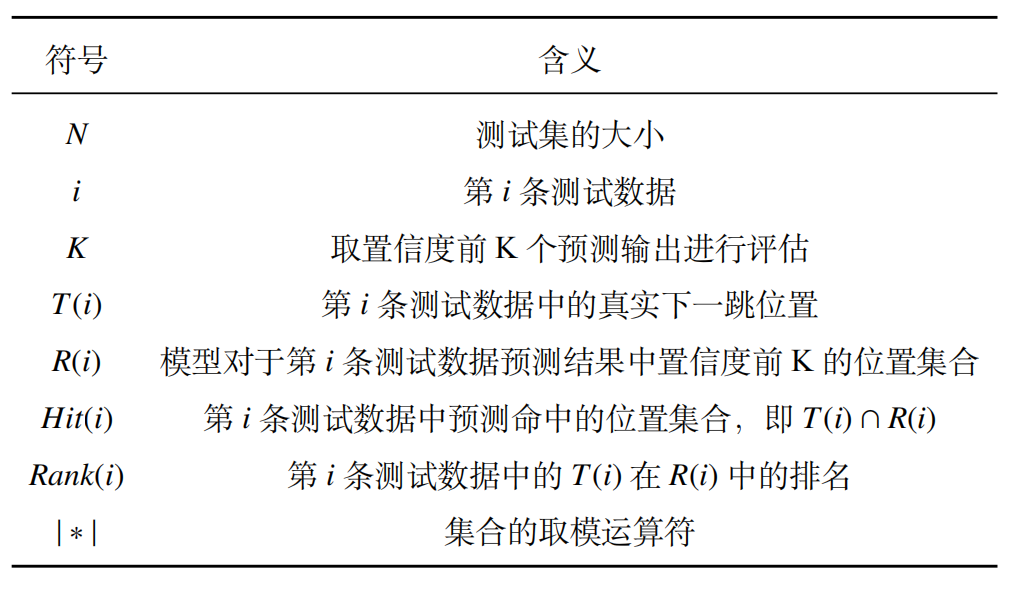 符号 含义
N 测试集的大小
i 第 i 条测试数据
K 取置信度前 K 个预测输出进行评估
T(i) 第 i 条测试数据中的真实下一跳位置
R(i) 模型对于第 i 条测试数据预测结果中置信度前 K 的位置集合
Hit(i) 第 i 条测试数据中预测命中的位置集合，即 T(i) ∩ R(i)
Rank(i) 第 i 条测试数据中的 T(i) 在 R(i) 中的排名
| ∗ | 集合的取模运算符